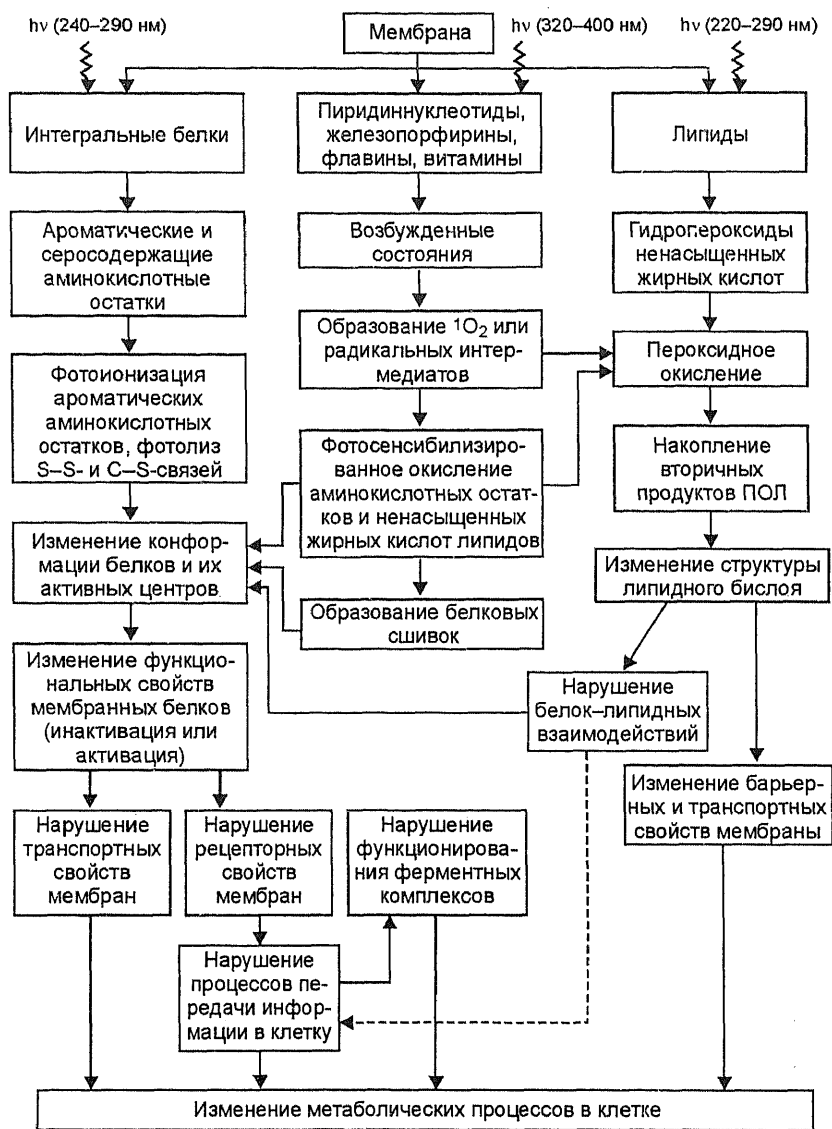 hν (240–290 нм)
Мембрана
hν (320–400 нм)
hν (220–290 нм)
Интегральные белки
Пиридиннуклеотиды,
железопорфирины,
флавины, витамины
Липиды
Ароматические и
серосодержащие
аминокислотные
остатки
Возбужденные
состояния
Гидропероксиды
ненасыщенных
жирных кислот
Образование ¹O₂ или
радикальных интер-
медиатов
Пероксидное
окисление
Фотоионизация
ароматических
аминокислотных
остатков, фотолиз
S–S- и C–S-связей
Фотосенсибилизиро-
ванное окисление
аминокислотных остат-
ков и ненасыщенных
жирных кислот липидов
Накопление
вторичных
продуктов ПОЛ
Изменение конфор-
мации белков и их
активных центров
Изменение структуры
липидного бислоя
Образование белковых
сшивок
Изменение функцио-
нальных свойств
мембранных белков
(инактивация или
активация)
Нарушение
белок–липидных
взаимодействий
Изменение барьер-
ных и транспортных
свойств мембраны
Нарушение
транспортных
свойств
мембран
Нарушение
рецепторных
свойств
мембран
Нарушение
функционирова-
ния ферментных
комплексов
Нарушение
процессов пе-
редачи инфор-
мации в клетку
Изменение метаболических процессов в клетке